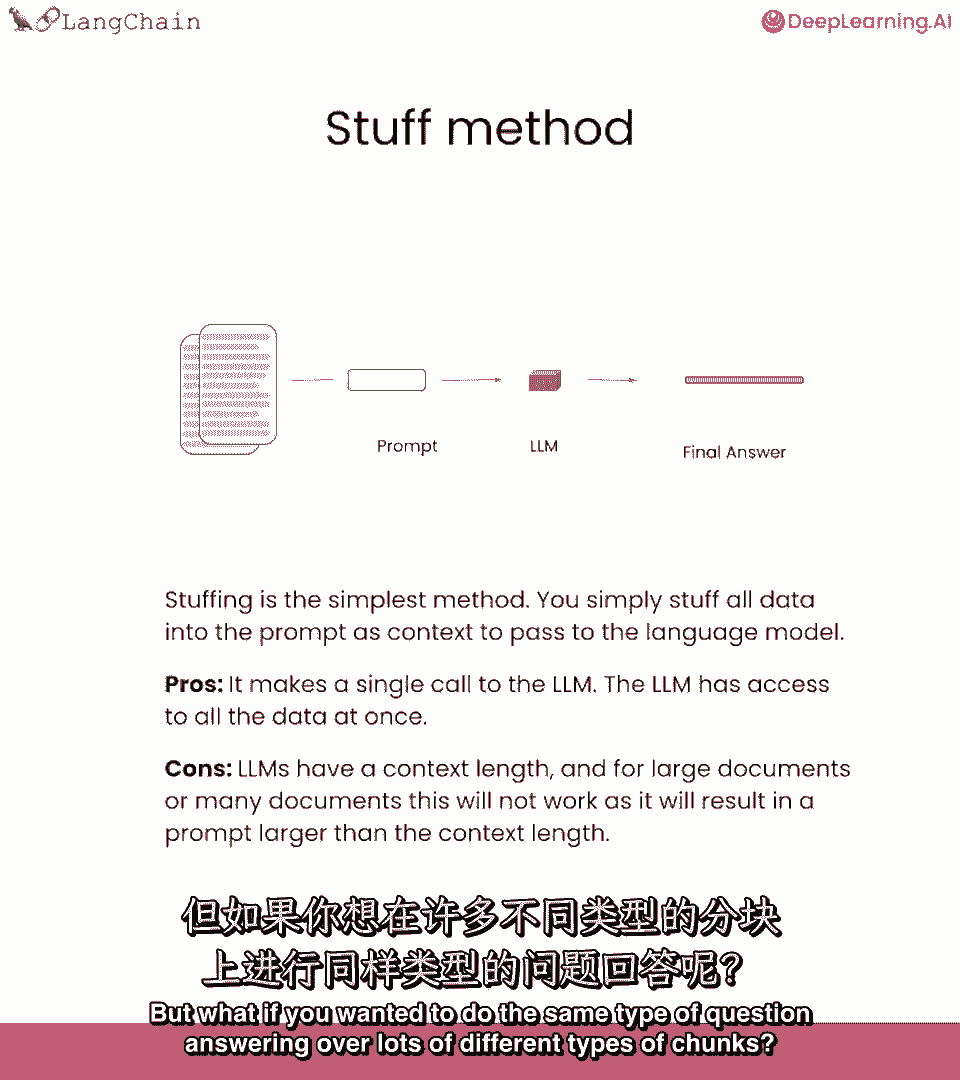 LangChain
DeepLearning.AI
Stuff method
Prompt
LLM
Final Answer
Stuffing is the simplest method. You simply stuff all data
into the prompt as context to pass to the language model.
Pros: It makes a single call to the LLM. The LLM has access
to all the data at once.
Cons: LLMs have a context length, and for large documents
or many documents this will not work as it will result in a
prompt larger than the context length.
但如果你想在许多不同类型的分块
上进行同样类型的问题回答呢？
But what if you wanted to do the same type of question
answering over lots of different types of chunks?